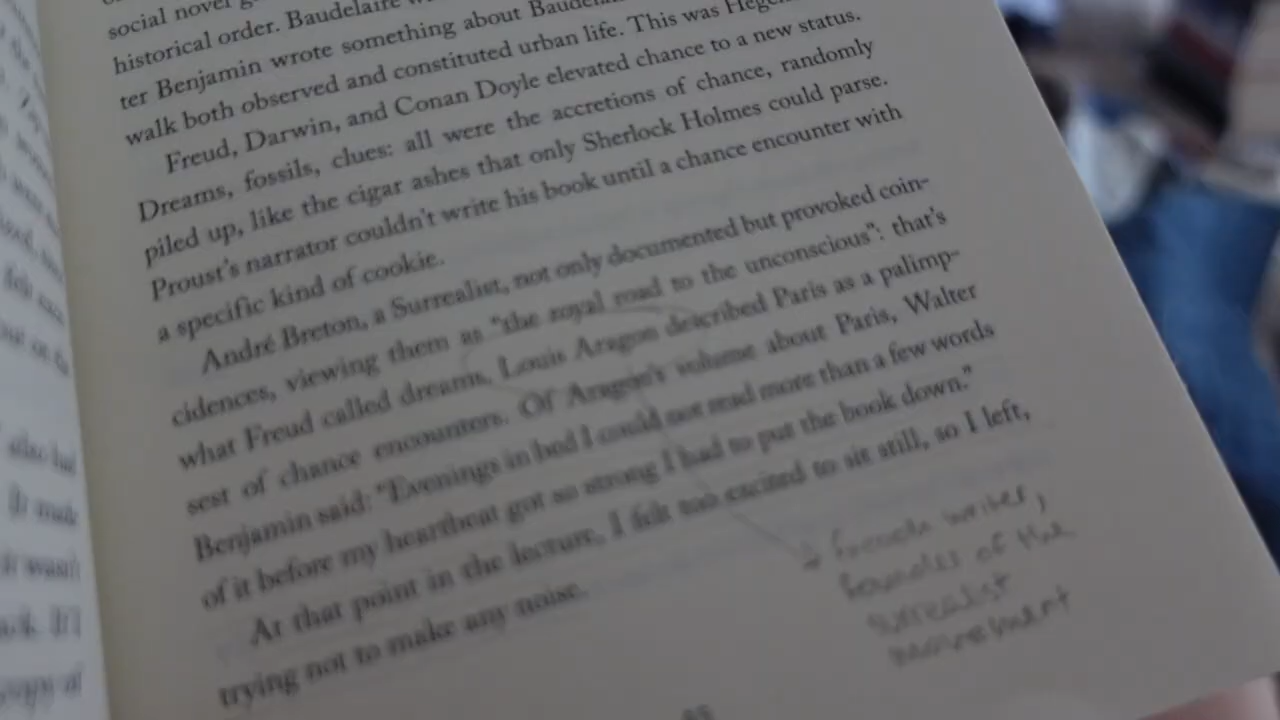 social novel
historical order. Baudelaire
ter Benjamin wrote something about
walk both observed and constituted urban life. This was
Freud, Darwin, and Conan Doyle elevated chance to a new status.
Dreams, fossils, clues: all were the accretions of chance, randomly
piled up, like the cigar ashes that only Sherlock Holmes could parse.
Proust's narrator couldn't write his book until a chance encounter with
a specific kind of cookie.
André Breton, a Surrealist, not only documented but provoked coin-
cidences, viewing them as "the royal road to the unconscious": that's
what Freud called dreams. Louis Aragon described Paris as a palimp-
sest of chance encounters. Of Aragon's volume about Paris, Walter
Benjamin said: "Evenings in bed I could not read more than a few words
of it before my heartbeat got so strong I had to put the book down."
At that point in the lecture, I felt too excited to sit still, so I left,
trying not to make any noise.
french writer,
founder of the
surrealist
movement